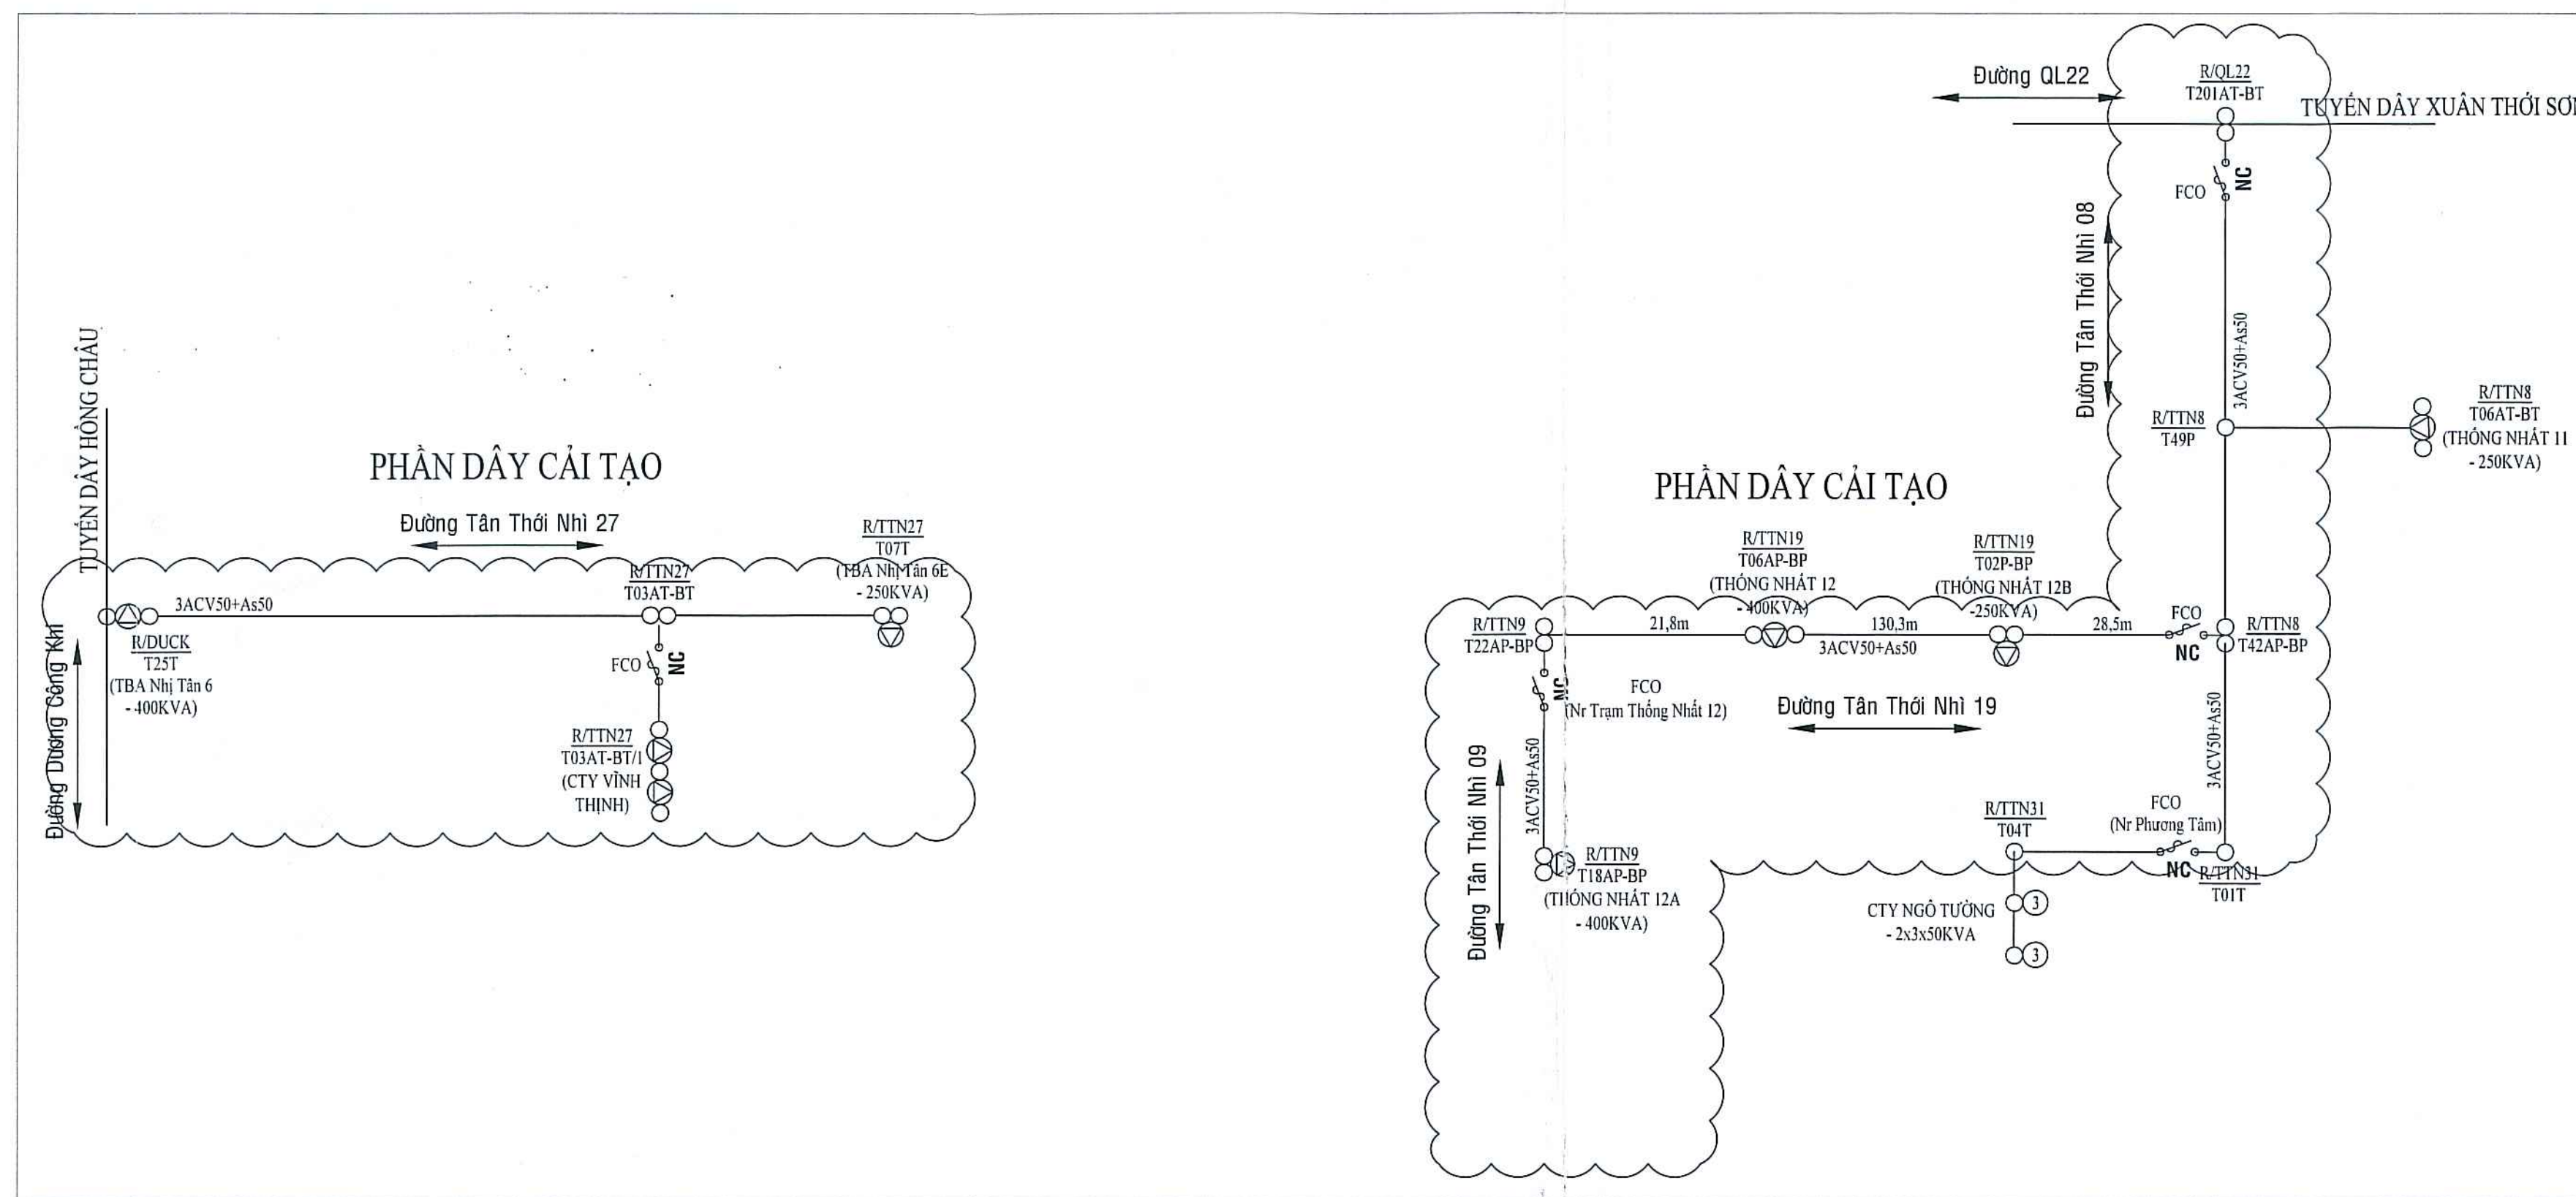 TUYẾN DÂY HỒNG CHÂU
PHẦN DÂY CẢI TẠO
Đường Tân Thới Nhì 27
R/TTN27
T07T
(TBA Nhị Tân 6E
- 250KVA)
R/TTN27
T03AT-BT
3ACV50+As50
R/DUCK
T25T
(TBA Nhị Tân 6
- 400KVA)
Đường Dương Công Khi
FCO
NC
R/TTN27
T03AT-BT/1
(CTY VĨNH
THỊNH)
Đường QL22
R/QL22
T201AT-BT
TUYẾN DÂY XUÂN THỚI SƠN
FCO
NC
Đường Tân Thới Nhì 08
3ACV50+As50
R/TTN8
T49P
R/TTN8
T06AT-BT
(THỐNG NHẤT 11
- 250KVA)
PHẦN DÂY CẢI TẠO
R/TTN19
T06AP-BP
(THỐNG NHẤT 12
- 400KVA)
R/TTN19
T02P-BP
(THỐNG NHẤT 12B
-250KVA)
R/TTN9
T22AP-BP
21,8m
130,3m
3ACV50+As50
28,5m
FCO
NC
R/TTN8
T42AP-BP
NC
FCO
(Nr Trạm Thống Nhất 12)
Đường Tân Thới Nhì 19
3ACV50+As50
3ACV50+As50
Đường Tân Thới Nhì 09
R/TTN9
T18AP-BP
(THỐNG NHẤT 12A
- 400KVA)
R/TTN31
T04T
FCO
(Nr Phương Tâm)
NC
R/TTN31
T01T
CTY NGÔ TƯỜNG
- 2x3x50KVA
3
3